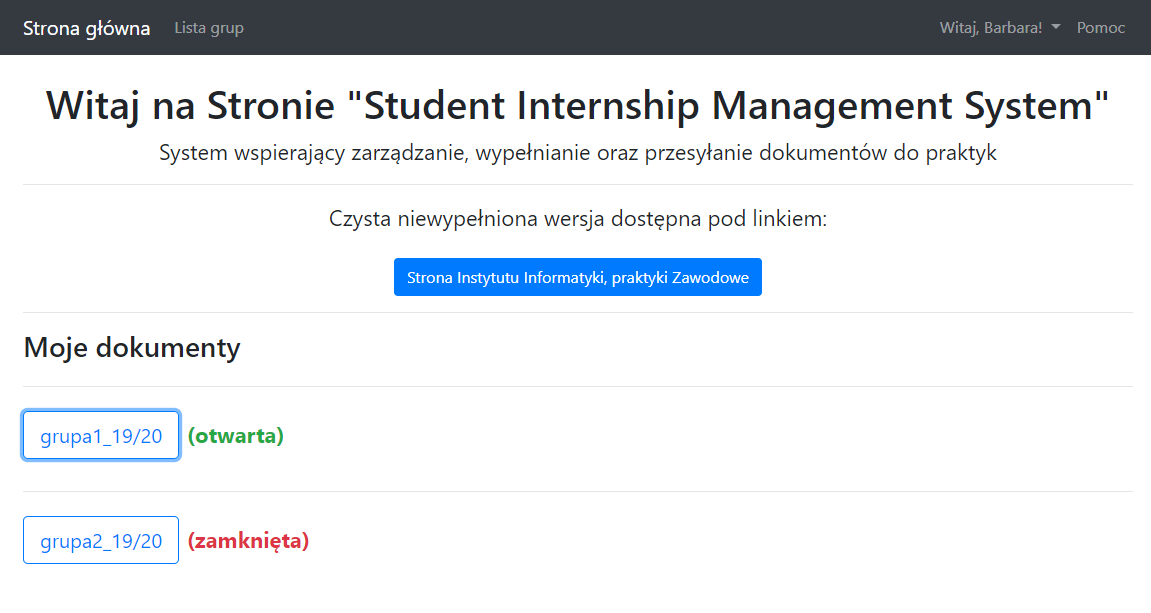 Strona główna Lista grup Witaj, Barbara! Pomoc
Witaj na Stronie "Student Internship Management System"
System wspierający zarządzanie, wypełnianie oraz przesyłanie dokumentów do praktyk
Czysta niewypełniona wersja dostępna pod linkiem:
Strona Instytutu Informatyki, praktyki Zawodowe
Moje dokumenty
grupa1_19/20 (otwarta)
grupa2_19/20 (zamknięta)